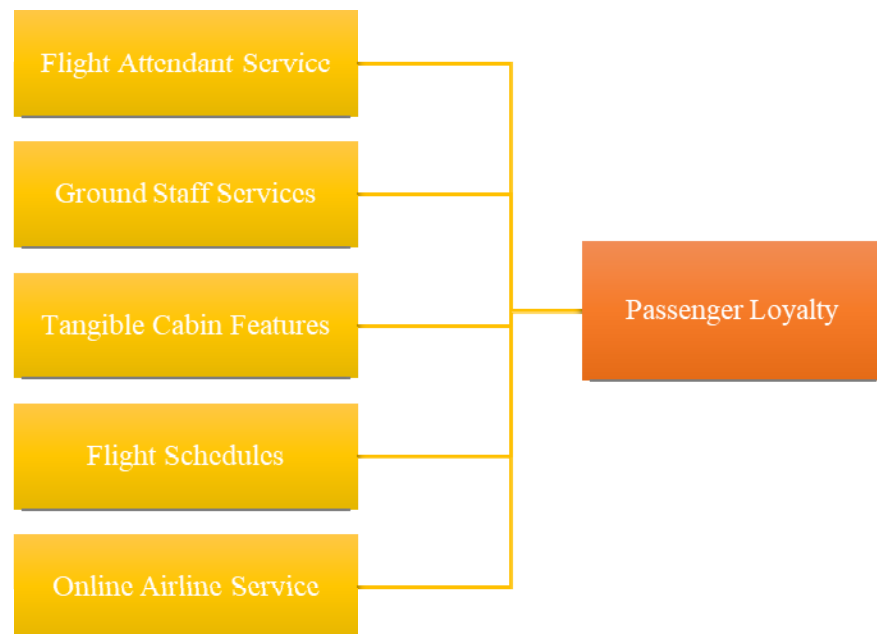 Flight Attendant Service
Ground Staff Services
Tangible Cabin Features
Passenger Loyalty
Flight Schedules
Online Airline Service